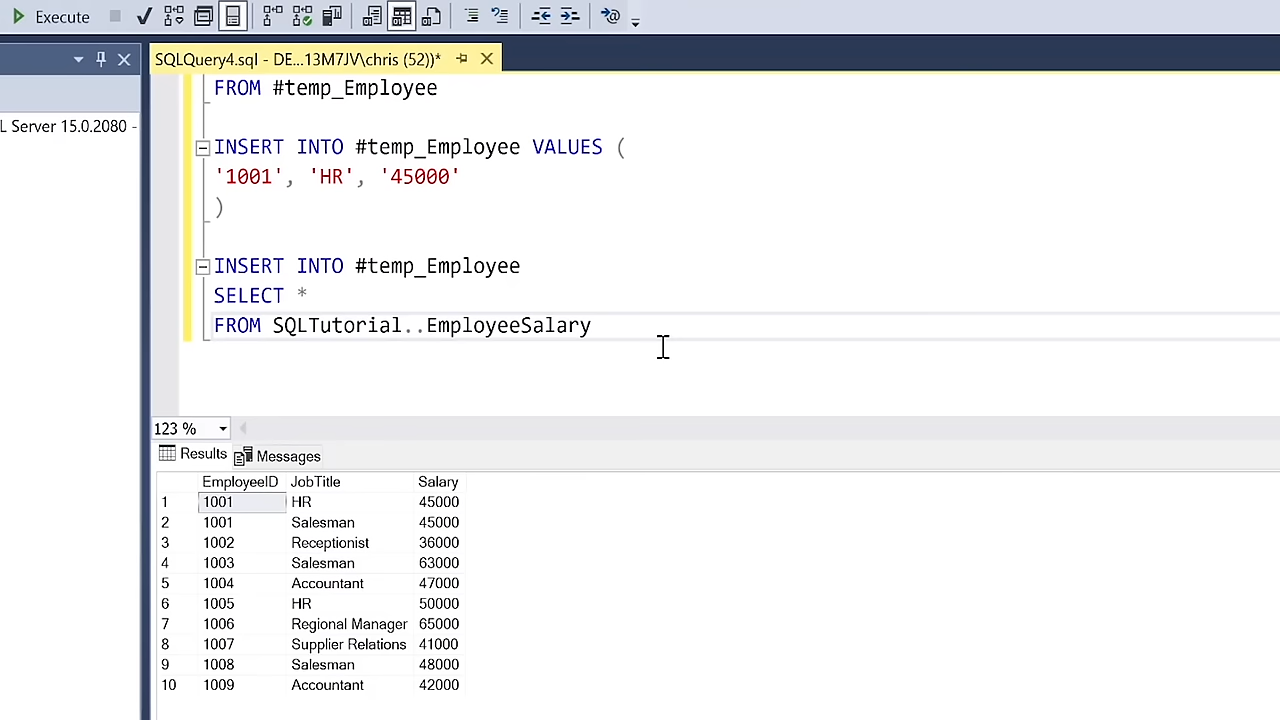 Execute
SQLQuery4.sql - DE...13M7JV\chris (52))*
L Server 15.0.2080 -
FROM #temp_Employee
INSERT INTO #temp_Employee VALUES (
'1001', 'HR', '45000'
)
INSERT INTO #temp_Employee
SELECT *
FROM SQLTutorial..EmployeeSalary
123 %
Results Messages
EmployeeID JobTitle Salary
1 1001 HR 45000
2 1001 Salesman 45000
3 1002 Receptionist 36000
4 1003 Salesman 63000
5 1004 Accountant 47000
6 1005 HR 50000
7 1006 Regional Manager 65000
8 1007 Supplier Relations 41000
9 1008 Salesman 48000
10 1009 Accountant 42000